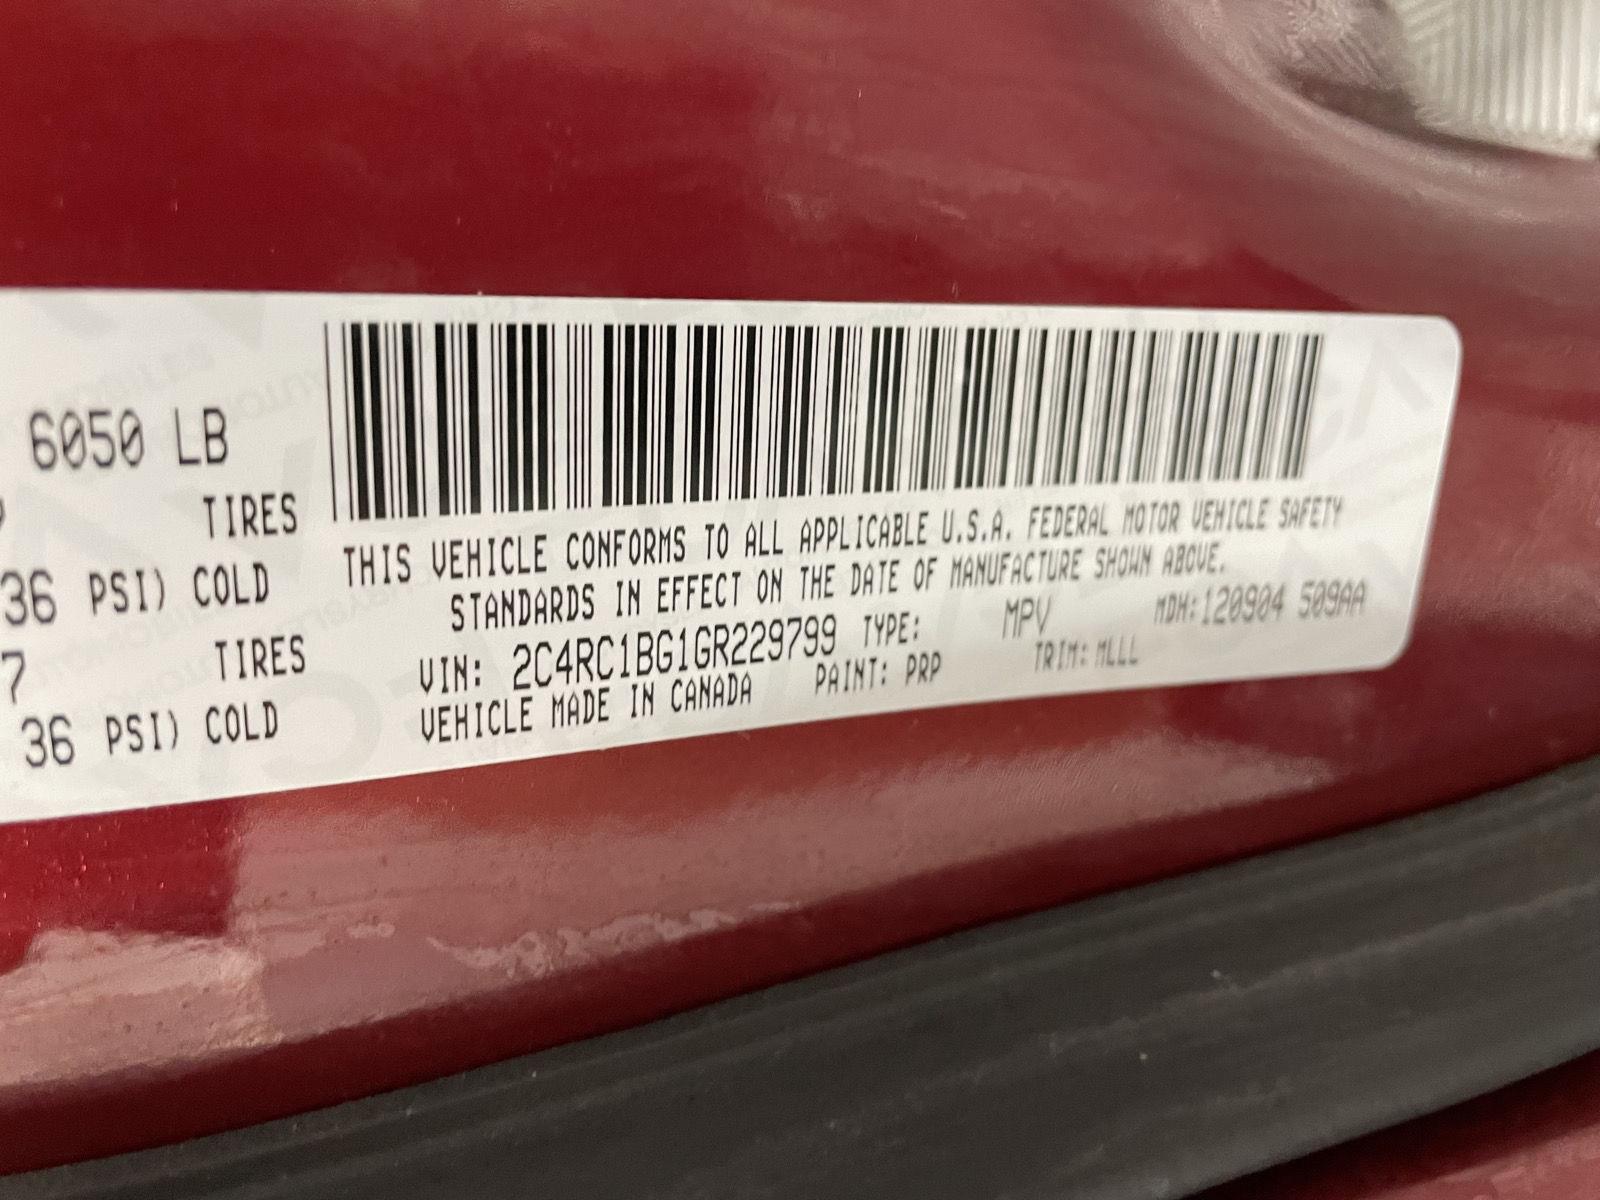 6050 LB
TIRES
36 PSI) COLD
7 TIRES
36 PSI) COLD
THIS VEHICLE CONFORMS TO ALL APPLICABLE U.S.A. FEDERAL MOTOR VEHICLE SAFETY
STANDARDS IN EFFECT ON THE DATE OF MANUFACTURE SHOWN ABOVE.
VIN: 2C4RC1BG1GR229799 TYPE: MPV MDH:120904 509AA
VEHICLE MADE IN CANADA PAINT: PRP TRIM: MLLL